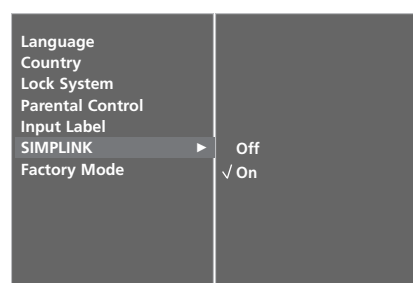 Language
Country
Lock System
Parental Control
Input Label
SIMPLINK ►
Factory Mode
Off
√ On